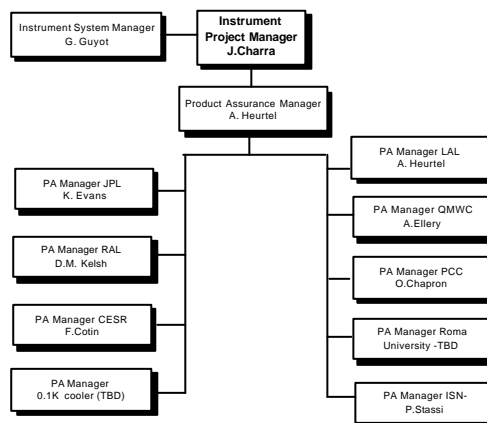 Instrument System Manager
G. Guyot
Instrument
Project Manager
J.Charra
Product Assurance Manager
A. Heurtel
PA Manager JPL
K. Evans
PA Manager RAL
D.M. Kelsh
PA Manager CESR
F.Cotin
PA Manager
0.1K cooler (TBD)
PA Manager LAL
A. Heurtel
PA Manager QMWC
A.Ellery
PA Manager PCC
O.Chapron
PA Manager Roma
University -TBD
PA Manager ISN-
P.Stassi